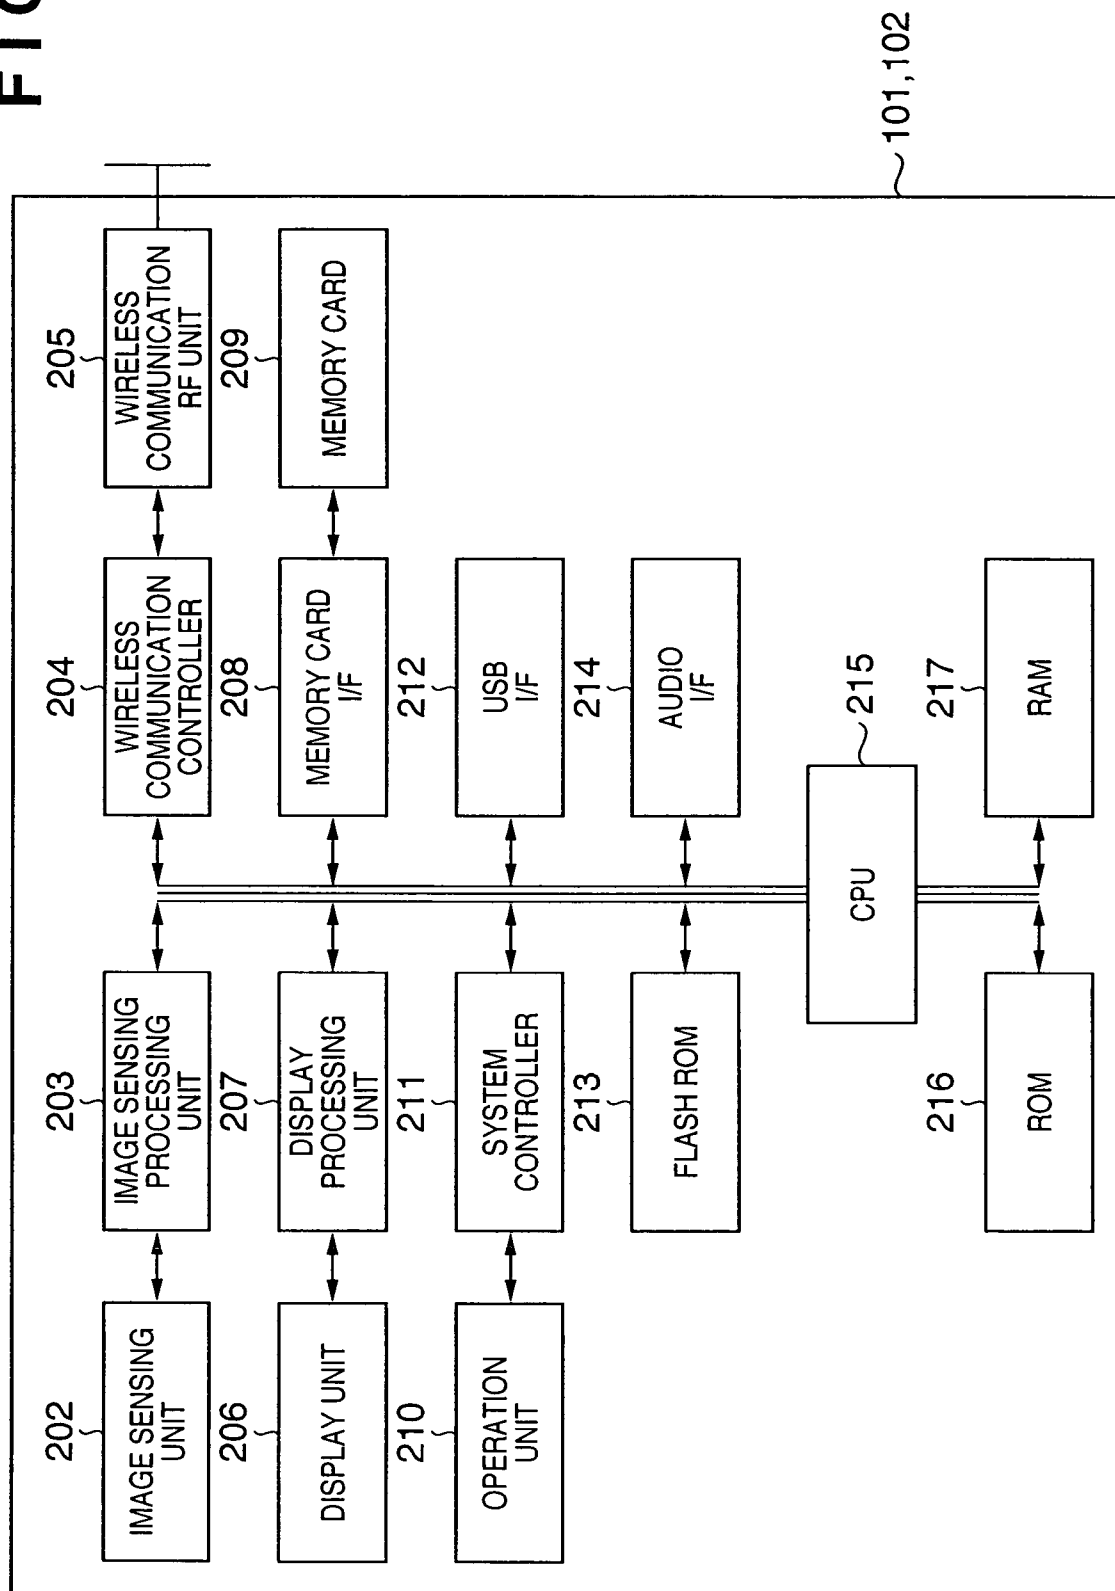 FIG
101,102
202
IMAGE SENSING
UNIT
203
IMAGE SENSING
PROCESSING
UNIT
204
WIRELESS
COMMUNICATION
CONTROLLER
205
WIRELESS
COMMUNICATION
RF UNIT
206
DISPLAY UNIT
207
DISPLAY
PROCESSING
UNIT
208
MEMORY CARD
I/F
209
MEMORY CARD
210
OPERATION
UNIT
211
SYSTEM
CONTROLLER
212
USB
I/F
213
FLASH ROM
214
AUDIO
I/F
215
CPU
216
ROM
217
RAM